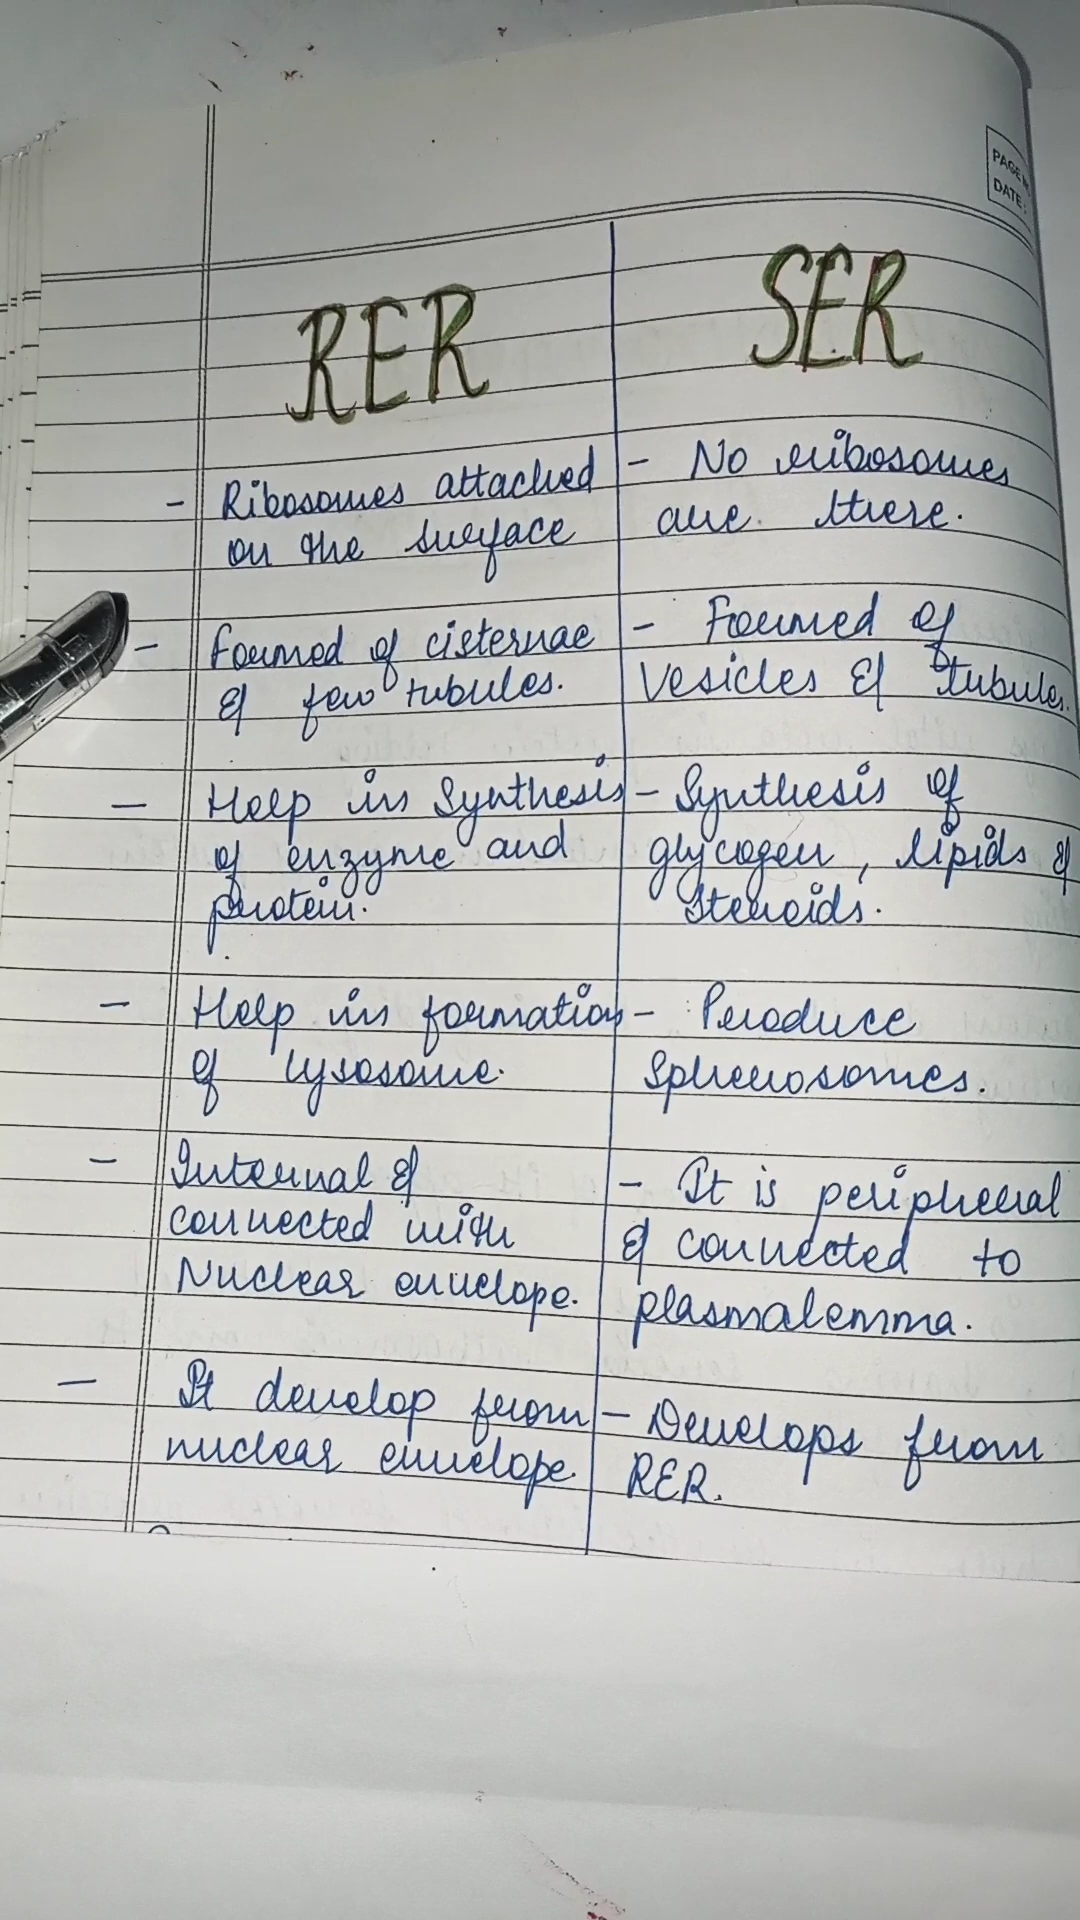 PAGE
DATE:
RER
SER
- Ribosomes attached
on the surface
- Formed of cisternae
& few tubules.
- Help in Synthesis
of enzyme and
protein.
- Help in formation
of lysosome.
- Internal &
connected with
Nuclear envelope.
- It develop from
nuclear envelope.
- No ribosomes
are there.
- Formed of
Vesicles & tubules.
- Synthesis of
glycogen, lipids &
steroids.
- Produce
Spherosomes.
- It is peripheral
& connected to
plasmalemma.
- Develops from
RER.